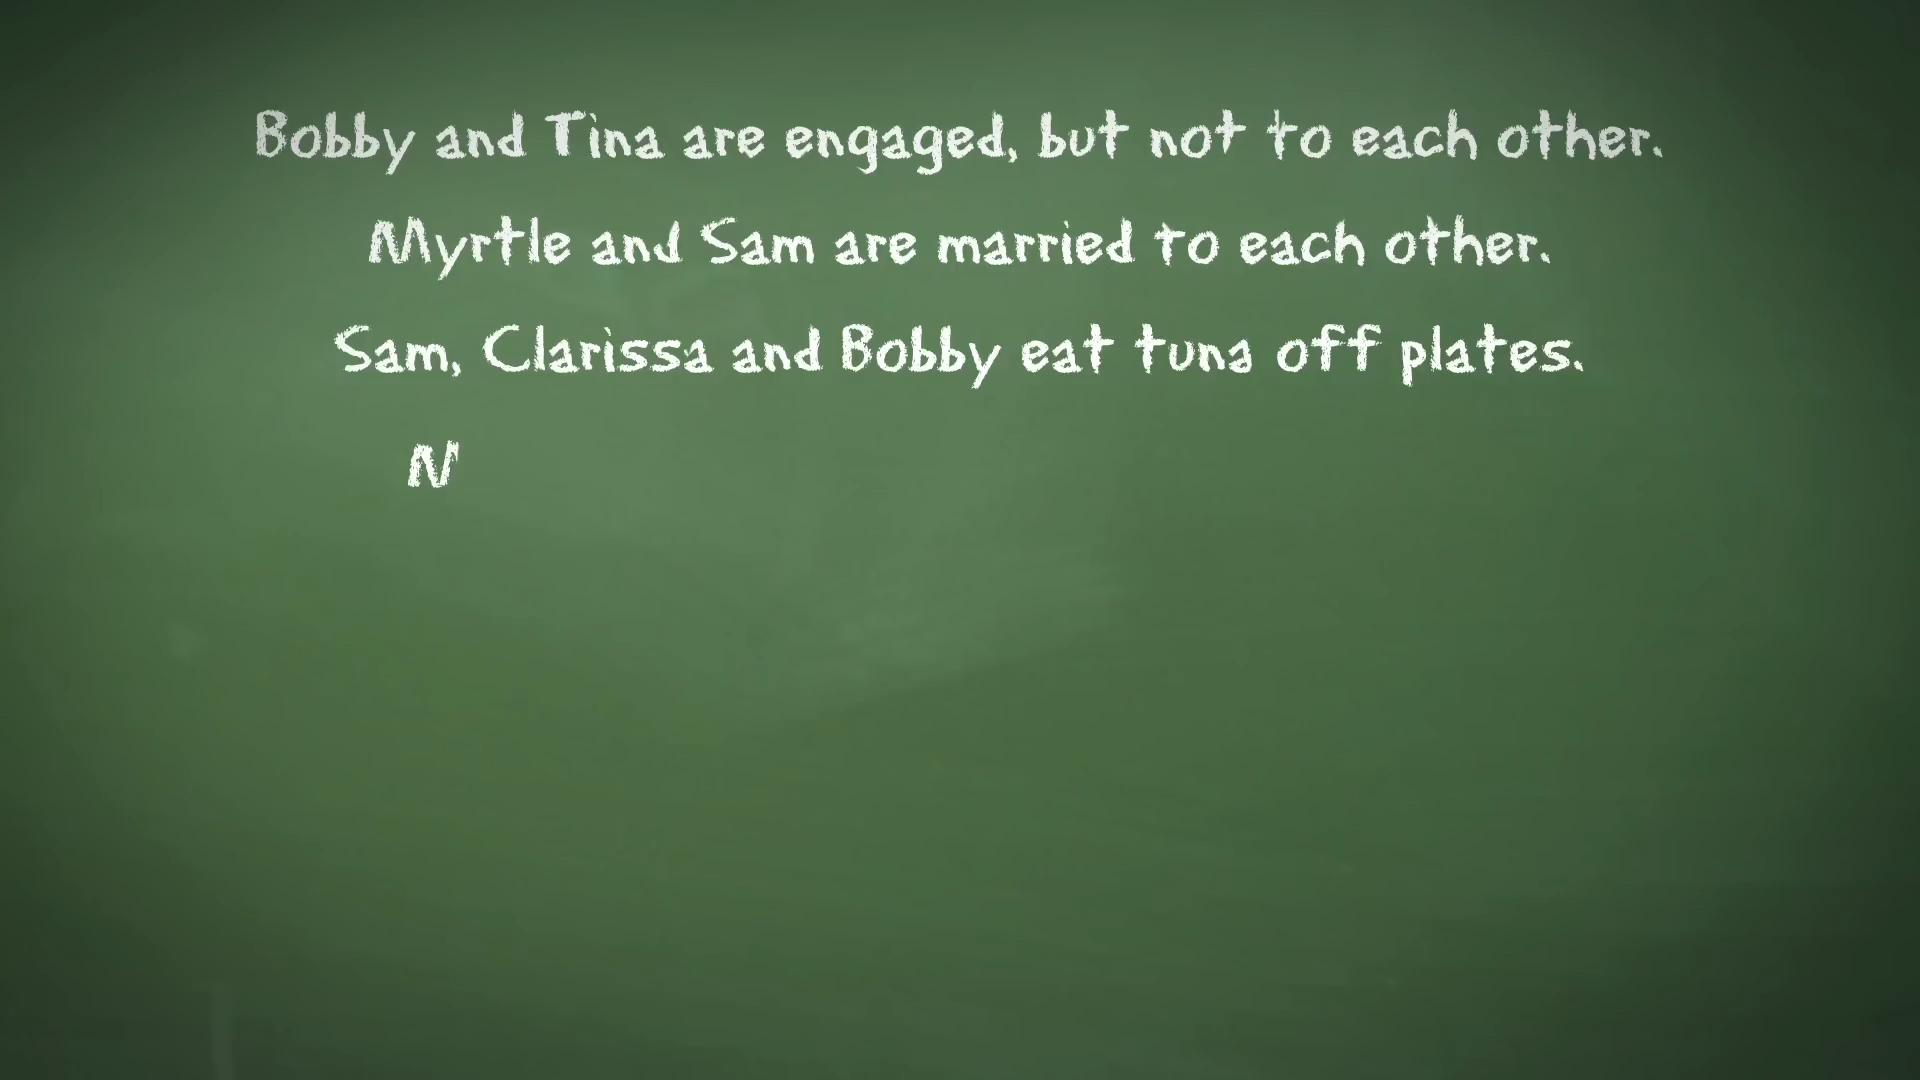 Bobby and Tina are engaged, but not to each other.
Myrtle and Sam are married to each other.
Sam, Clarissa and Bobby eat tuna off plates.
N